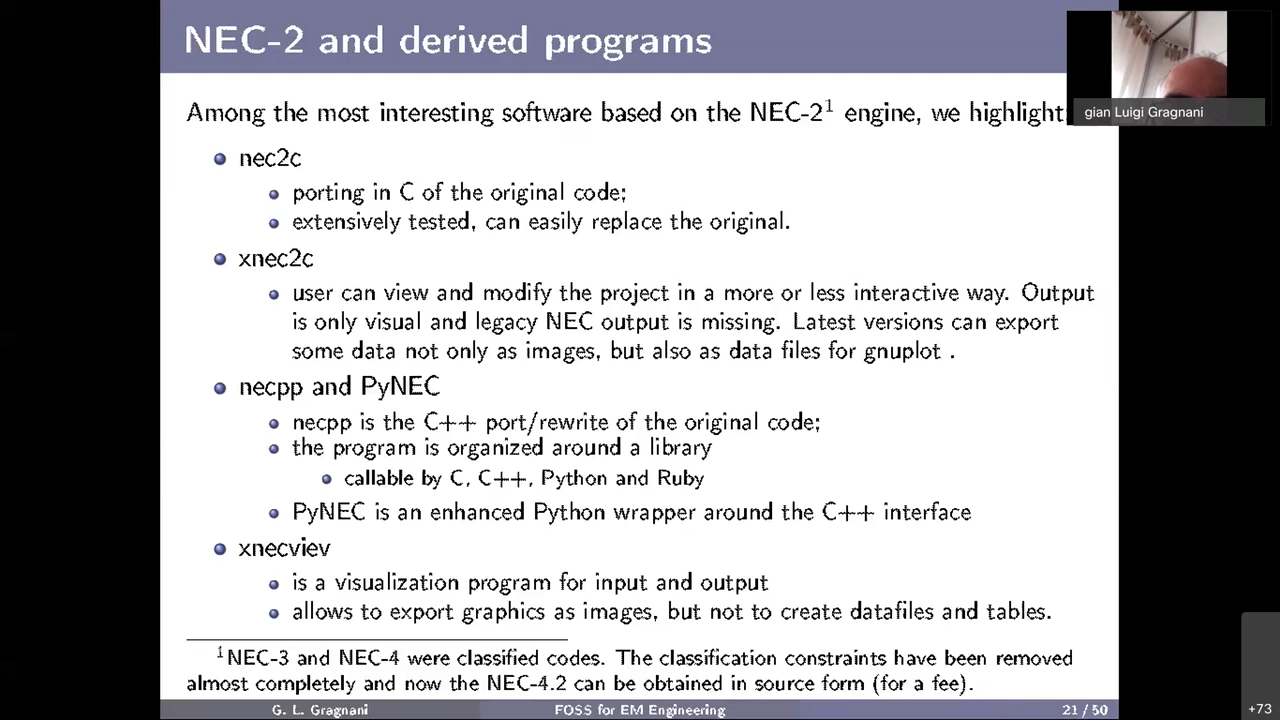 NEC-2 and derived programs
gian Luigi Gragnani
Among the most interesting software based on the NEC-2¹ engine, we highlight:
nec2c
porting in C of the original code;
extensively tested, can easily replace the original.
xnec2c
user can view and modify the project in a more or less interactive way. Output
is only visual and legacy NEC output is missing. Latest versions can export
some data not only as images, but also as data files for gnuplot .
necpp and PyNEC
necpp is the C++ port/rewrite of the original code;
the program is organized around a library
callable by C, C++, Python and Ruby
PyNEC is an enhanced Python wrapper around the C++ interface
xnecviev
is a visualization program for input and output
allows to export graphics as images, but not to create datafiles and tables.
¹NEC-3 and NEC-4 were classified codes. The classification constraints have been removed
almost completely and now the NEC-4.2 can be obtained in source form (for a fee).
G. L. Gragnani FOSS for EM Engineering 21 / 50
+73